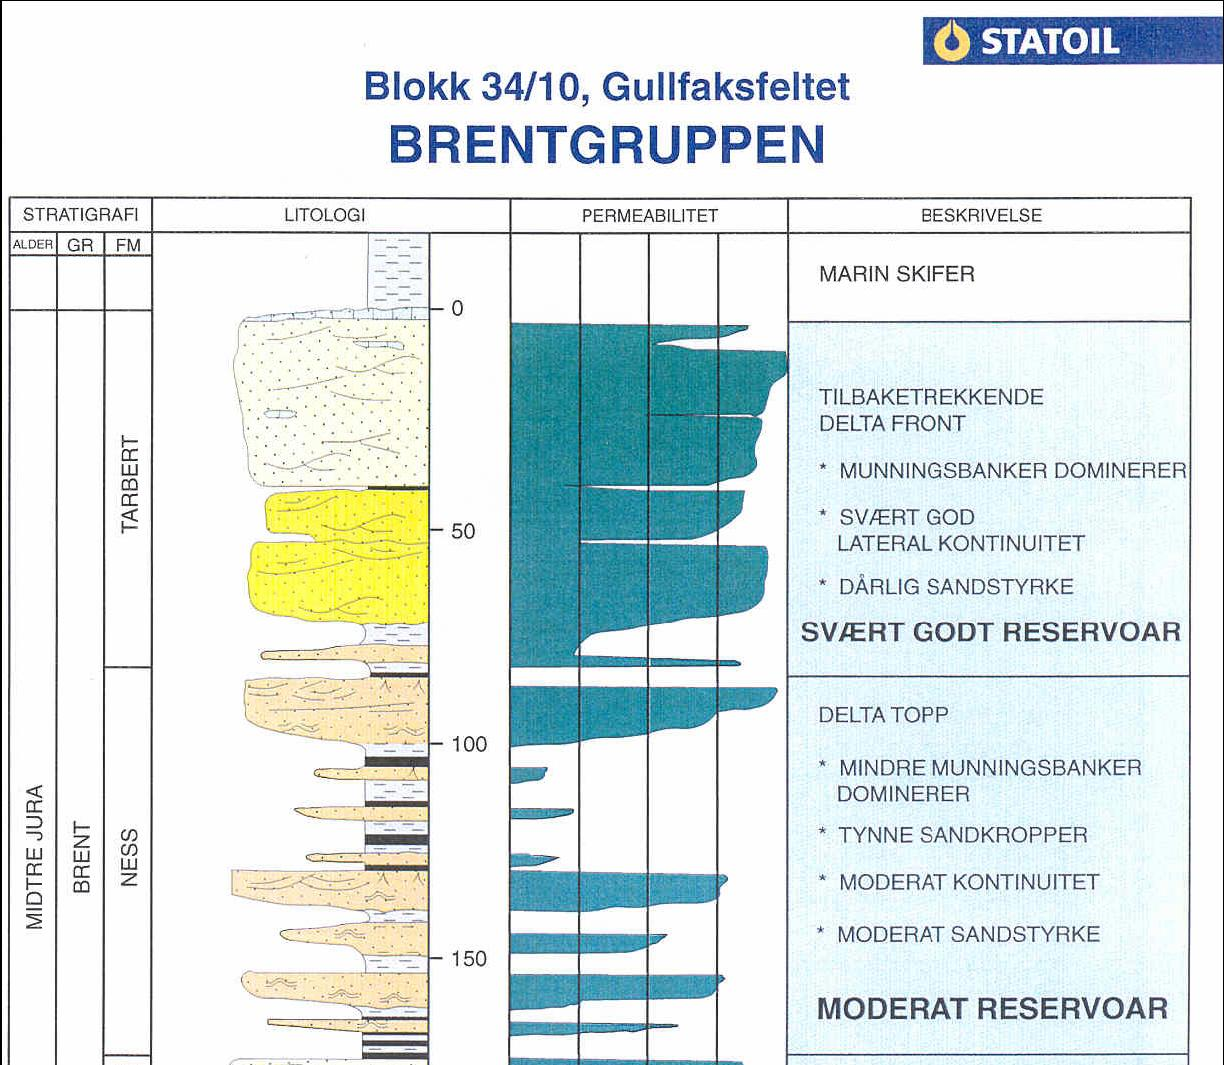 STATOIL
Blokk 34/10, Gullfaksfeltet
BRENTGRUPPEN
STRATIGRAFI
LITOLOGI
PERMEABILITET
BESKRIVELSE
ALDER
GR
FM
MARIN SKIFER
0
TILBAKETREKKENDE
DELTA FRONT
* MUNNINGSBANKER DOMINERER
* SVÆRT GOD
LATERAL KONTINUITET
* DÅRLIG SANDSTYRKE
SVÆRT GODT RESERVOAR
TARBERT
50
DELTA TOPP
* MINDRE MUNNINGSBANKER
DOMINERER
* TYNNE SANDKROPPER
* MODERAT KONTINUITET
* MODERAT SANDSTYRKE
MODERAT RESERVOAR
100
MIDTRE JURA
BRENT
NESS
150